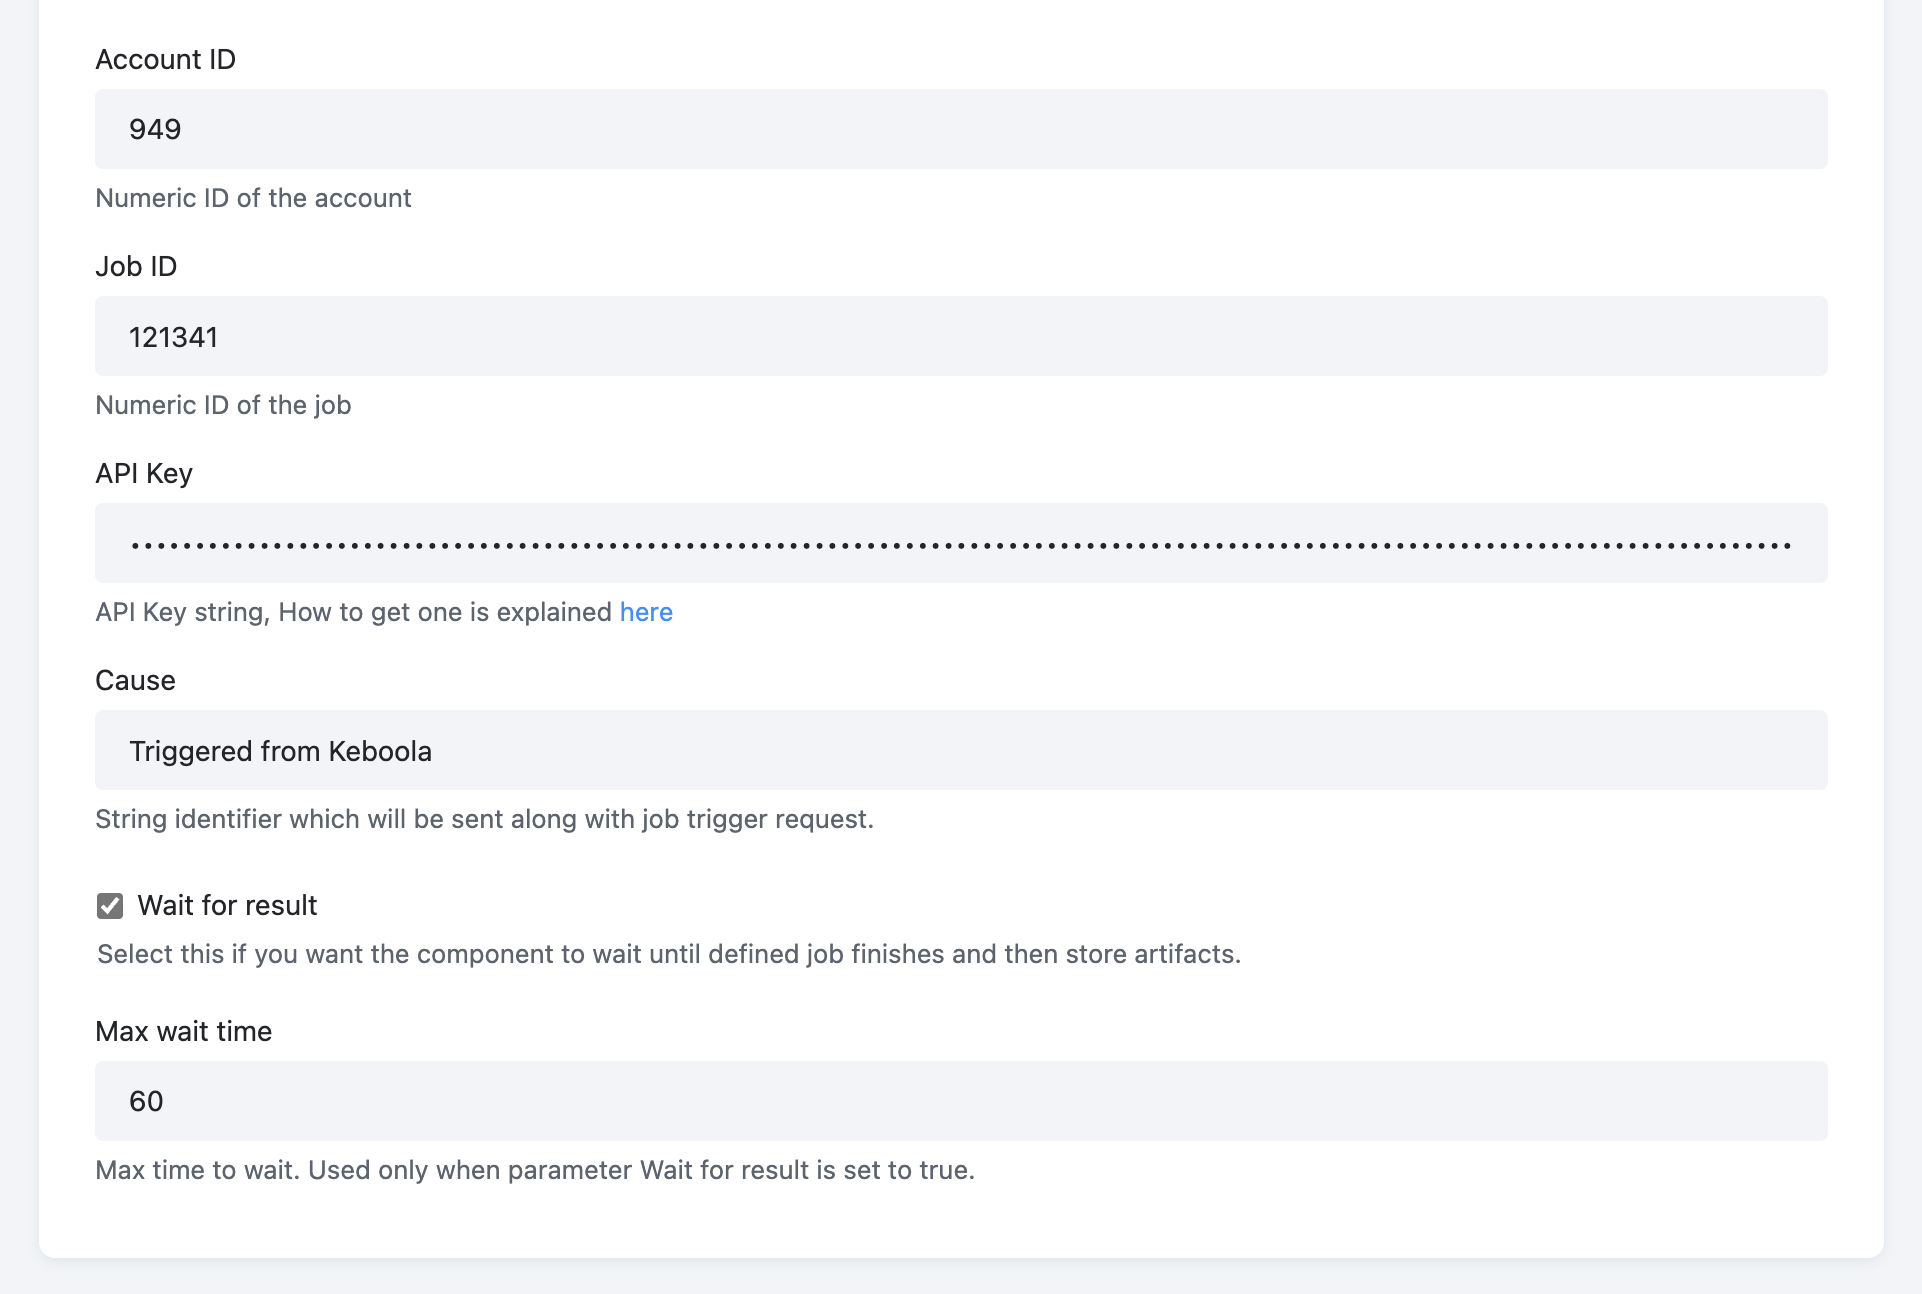 Account ID
949
Numeric ID of the account
Job ID
121341
Numeric ID of the job
API Key
API Key string, How to get one is explained here
Cause
Triggered from Keboola
String identifier which will be sent along with job trigger request.
Wait for result
Select this if you want the component to wait until defined job finishes and then store artifacts.
Max wait time
60
Max time to wait. Used only when parameter Wait for result is set to true.